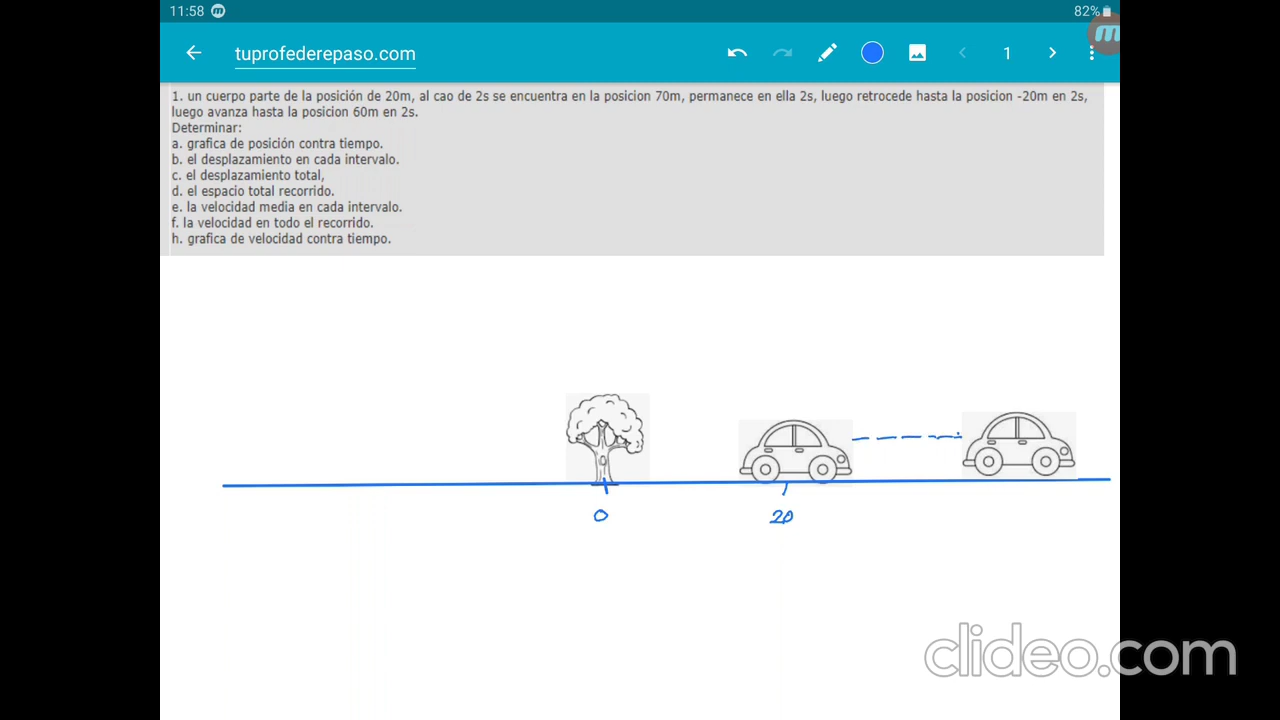 11:58
82%
tuprofederepaso.com
1
1. un cuerpo parte de la posición de 20m, al cao de 2s se encuentra en la posicion 70m, permanece en ella 2s, luego retrocede hasta la posicion -20m en 2s,
luego avanza hasta la posicion 60m en 2s.
Determinar:
a. grafica de posición contra tiempo.
b. el desplazamiento en cada intervalo.
c. el desplazamiento total,
d. el espacio total recorrido.
e. la velocidad media en cada intervalo.
f. la velocidad en todo el recorrido.
h. grafica de velocidad contra tiempo.
0 20
clideo.com